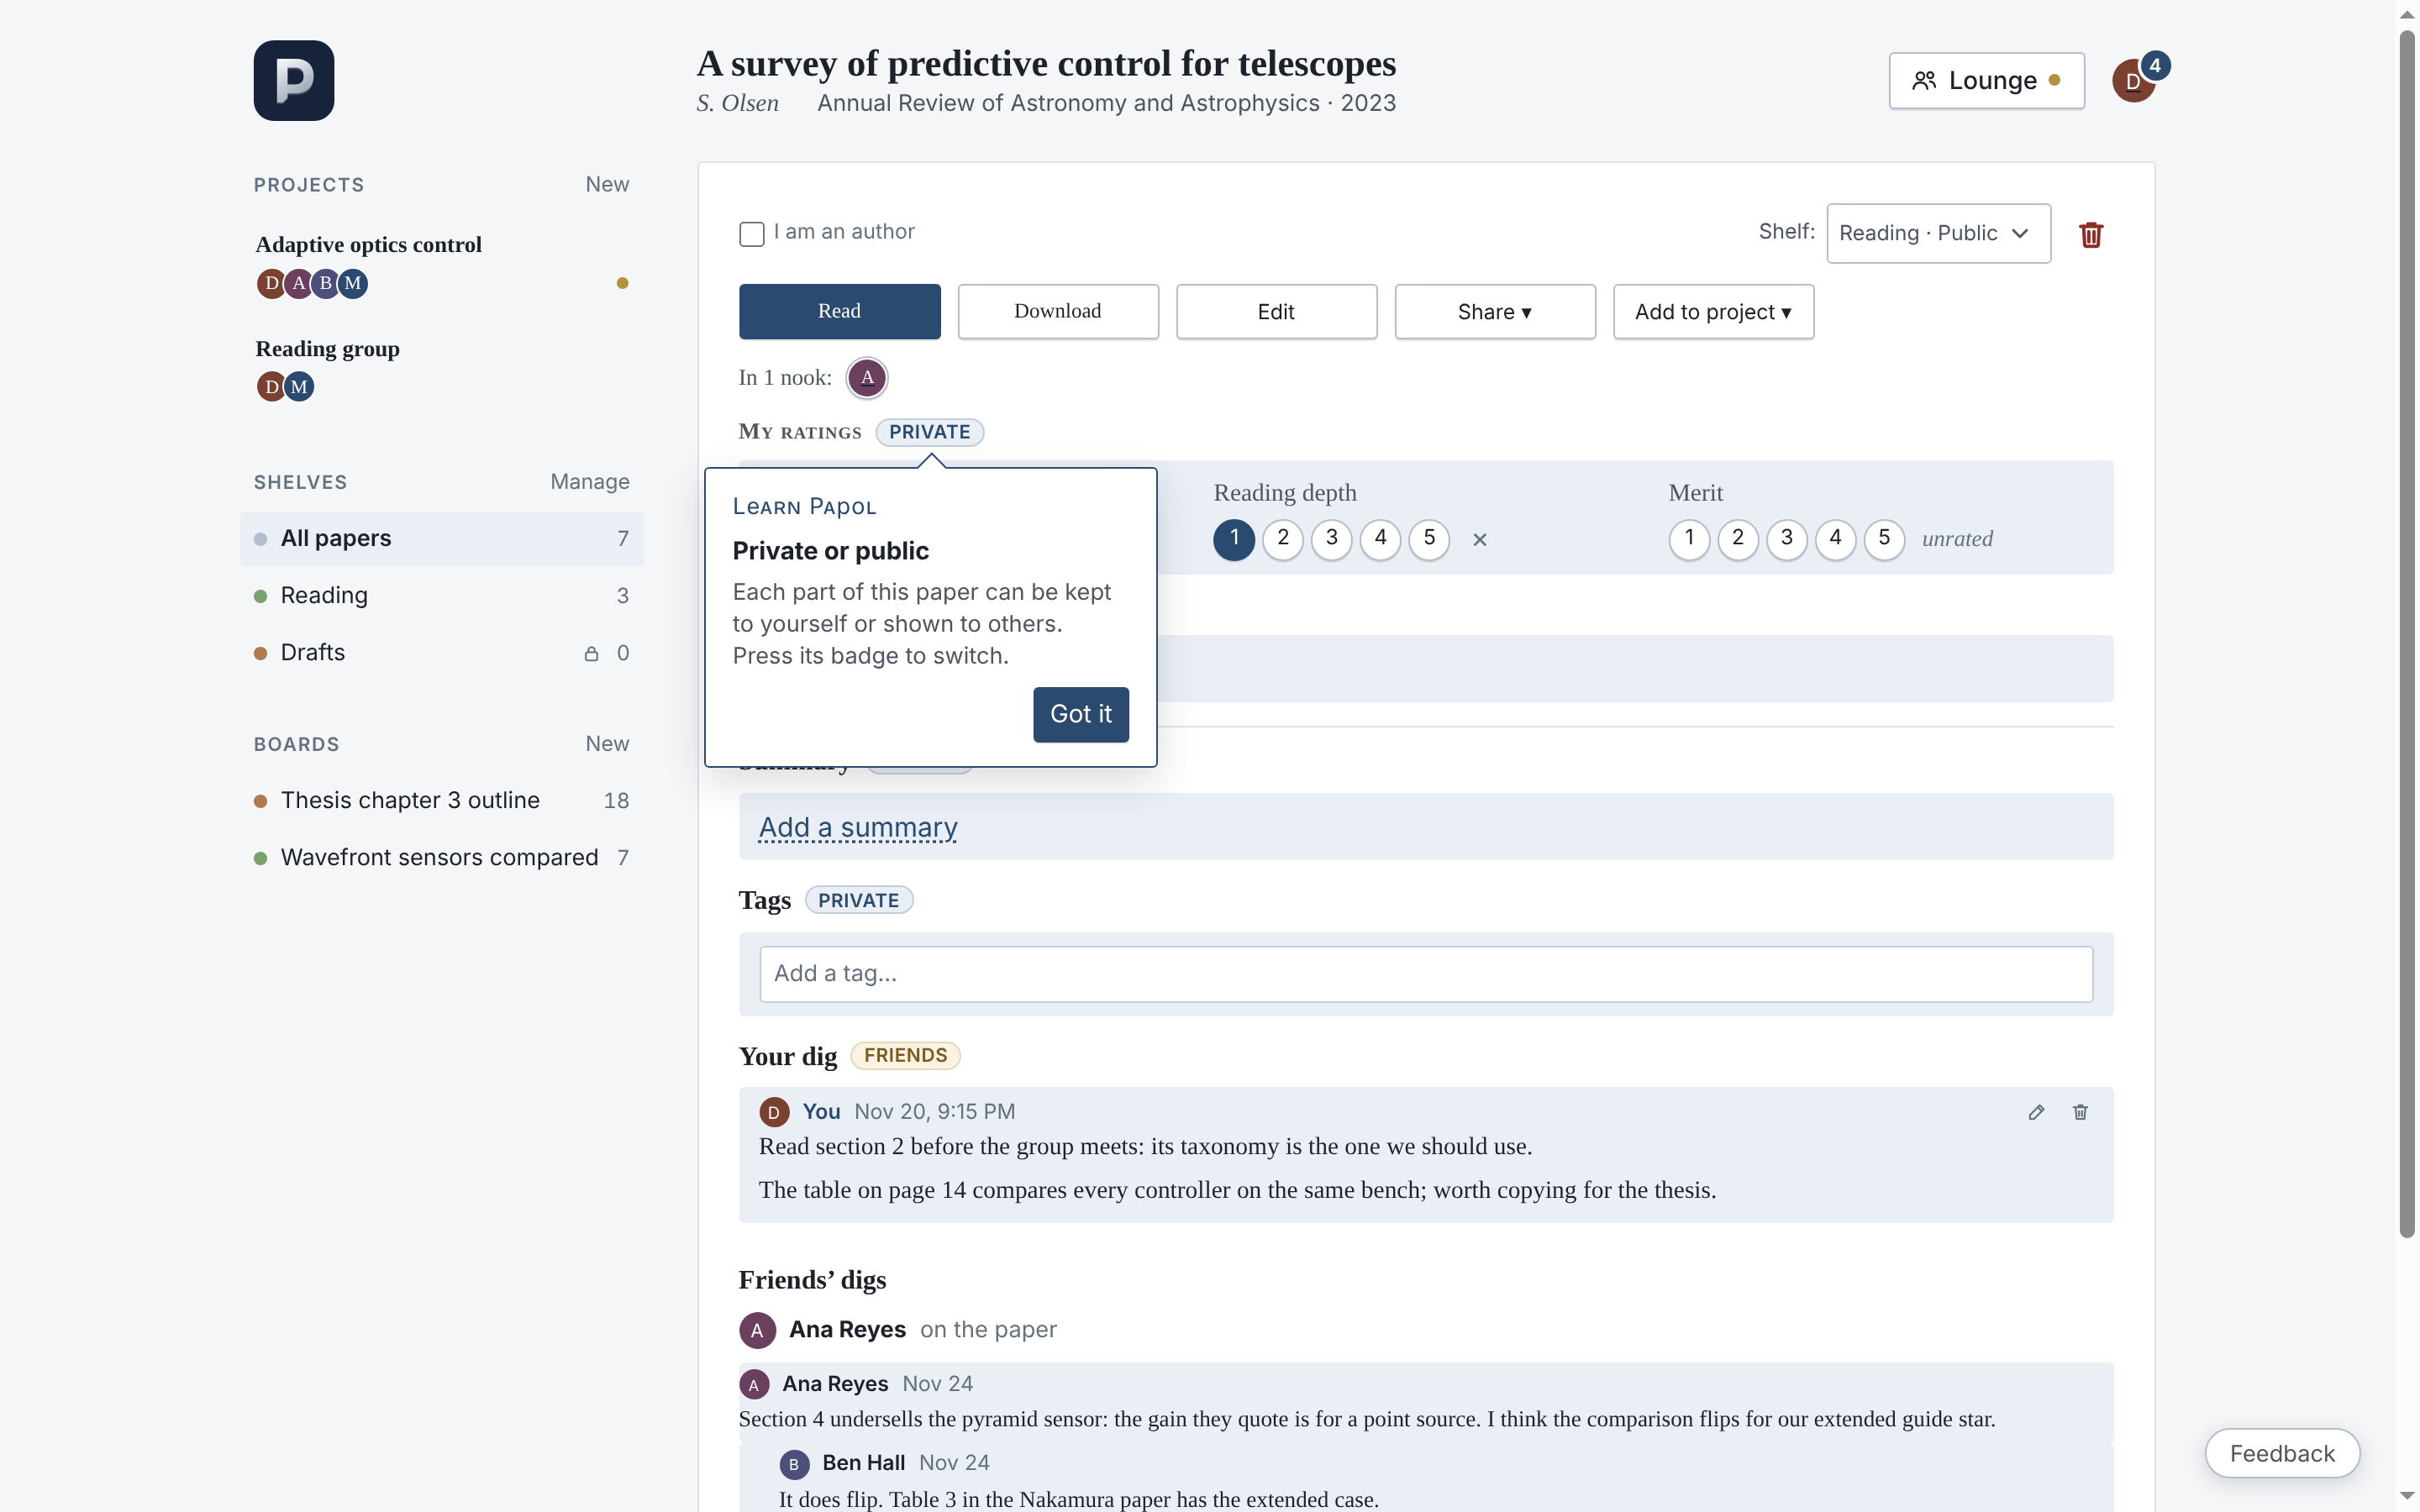 P
A survey of predictive control for telescopes
S. Olsen Annual Review of Astronomy and Astrophysics · 2023
Lounge
D 4
PROJECTS New
Adaptive optics control
D A B M
Reading group
D M
SHELVES Manage
All papers 7
Reading 3
Drafts 0
BOARDS New
Thesis chapter 3 outline 18
Wavefront sensors compared 7
I am an author
Shelf: Reading · Public
Read Download Edit Share ▾ Add to project ▾
In 1 nook: A
My ratings PRIVATE
Reading depth
1 2 3 4 5 ×
Merit
1 2 3 4 5 unrated
Learn Papol
Private or public
Each part of this paper can be kept
to yourself or shown to others.
Press its badge to switch.
Got it
Add a summary
Tags PRIVATE
Add a tag...
Your dig FRIENDS
D You Nov 20, 9:15 PM
Read section 2 before the group meets: its taxonomy is the one we should use.
The table on page 14 compares every controller on the same bench; worth copying for the thesis.
Friends’ digs
A Ana Reyes on the paper
A Ana Reyes Nov 24
Section 4 undersells the pyramid sensor: the gain they quote is for a point source. I think the comparison flips for our extended guide star.
B Ben Hall Nov 24
It does flip. Table 3 in the Nakamura paper has the extended case.
Feedback